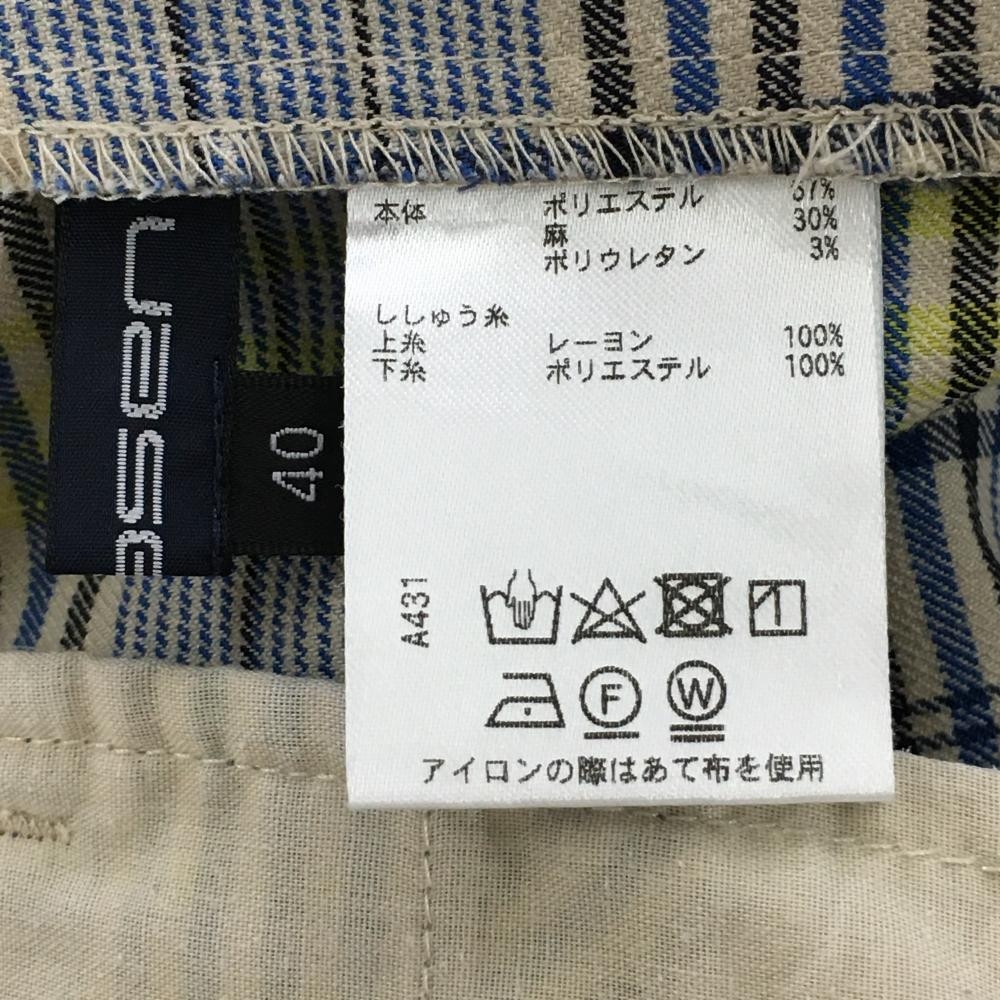 本体 ポリエステル 67%
麻 30%
ポリウレタン 3%
ししゅう糸
上糸 レーヨン 100%
下糸 ポリエステル 100%
A431
F
W
アイロンの際はあて布を使用
40